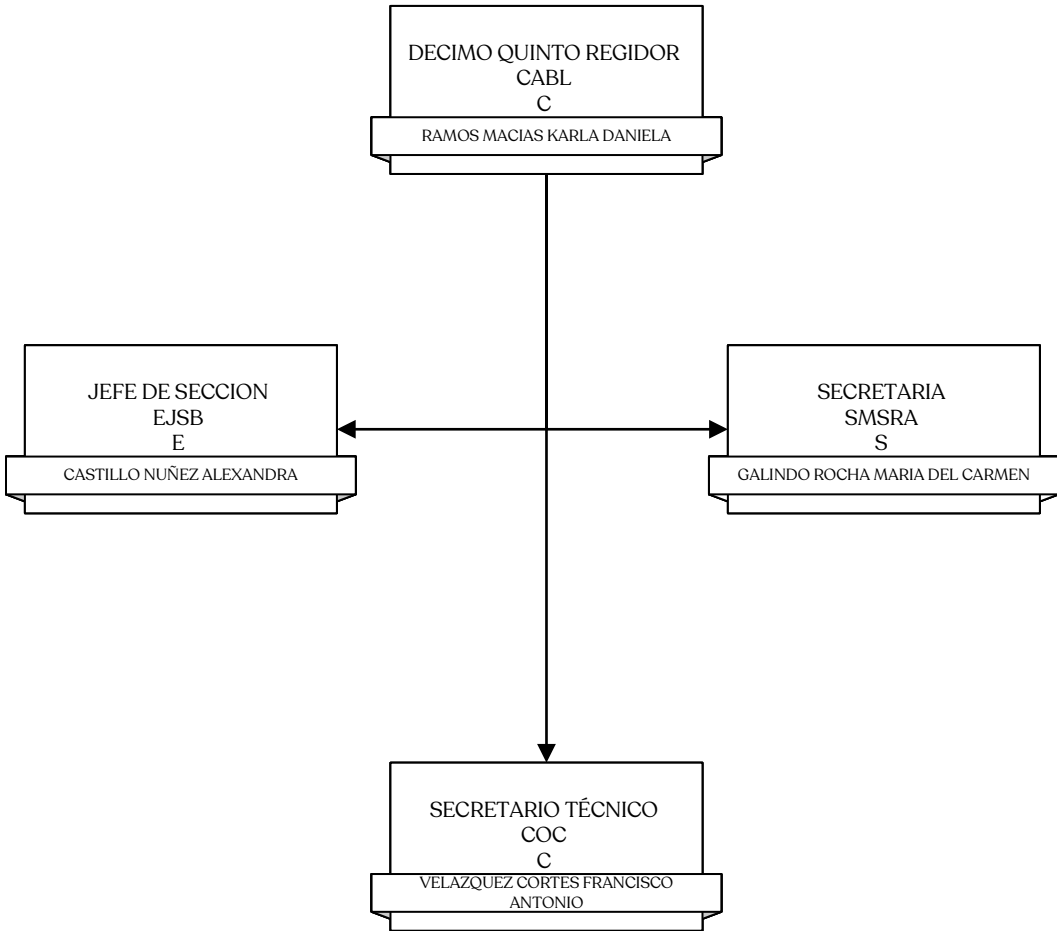 DECIMO QUINTO REGIDOR
CABL
C
RAMOS MACIAS KARLA DANIELA
JEFE DE SECCION
EJSB
E
CASTILLO NUÑEZ ALEXANDRA
SECRETARIA
SMSRA
S
GALINDO ROCHA MARIA DEL CARMEN
SECRETARIO TÉCNICO
COC
C
VELAZQUEZ CORTES FRANCISCO
ANTONIO